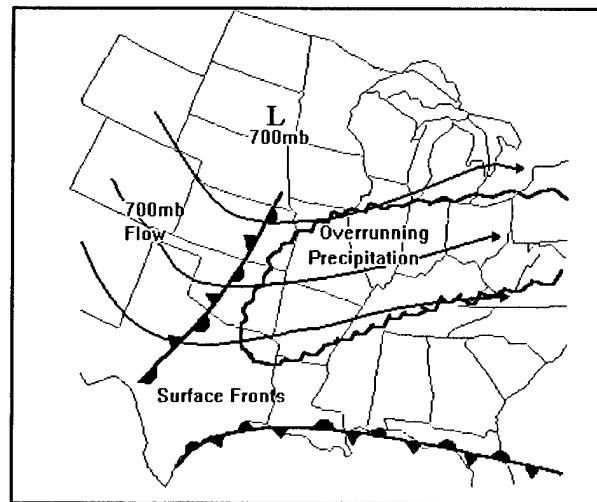 L
700mb
700mb
Flow
Overrunning
Precipitation
Surface Fronts